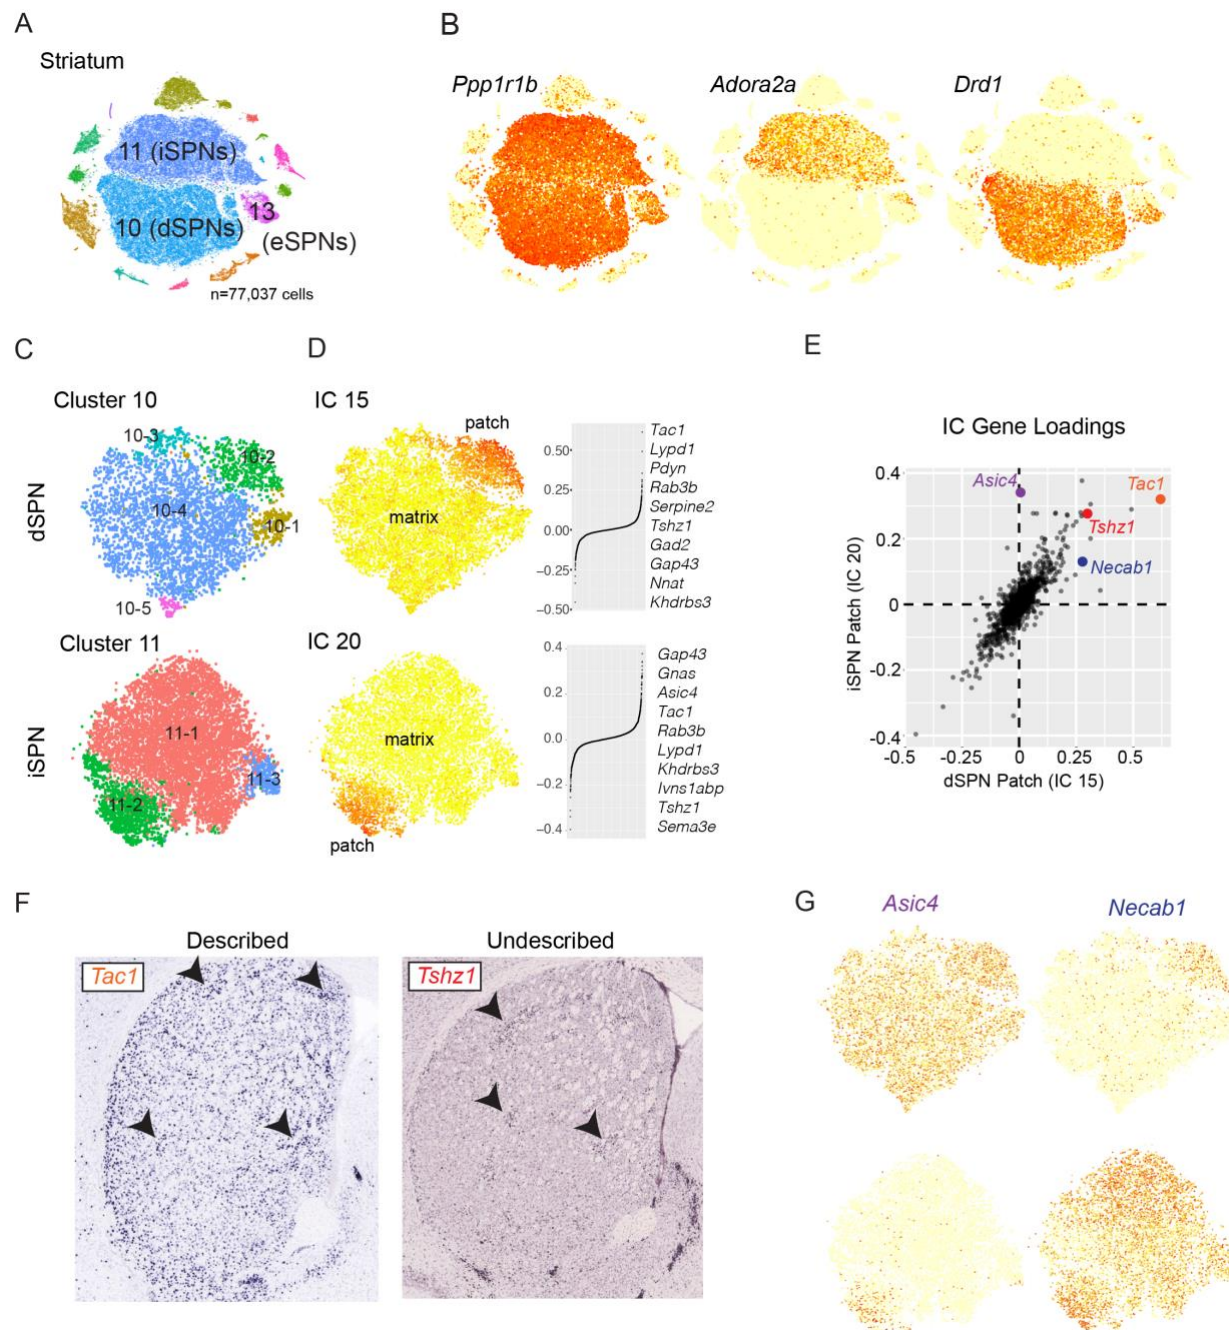 A
Striatum
11 (iSPNs)
10 (dSPNs)
13
(eSPNs)
n=77,037 cells
B
Ppp1r1b
Adora2a
Drd1
C
Cluster 10
dSPN
10-3
10-2
10-4
10-1
10-5
Cluster 11
iSPN
11-1
11-3
11-2
D
IC 15
patch
matrix
0.50
0.25
0.00
−0.25
−0.50
Tac1
Lypd1
Pdyn
Rab3b
Serpine2
Tshz1
Gad2
Gap43
Nnat
Khdrbs3
IC 20
matrix
patch
0.4
0.2
0.0
−0.2
−0.4
Gap43
Gnas
Asic4
Tac1
Rab3b
Lypd1
Khdrbs3
Ivns1abp
Tshz1
Sema3e
E
IC Gene Loadings
iSPN Patch (IC 20)
0.4
0.2
0
-0.2
-0.4
Asic4
Tac1
Tshz1
Necab1
-0.5
-0.25
0
0.25
0.5
dSPN Patch (IC 15)
F
Described
Tac1
Undescribed
Tshz1
G
Asic4
Necab1